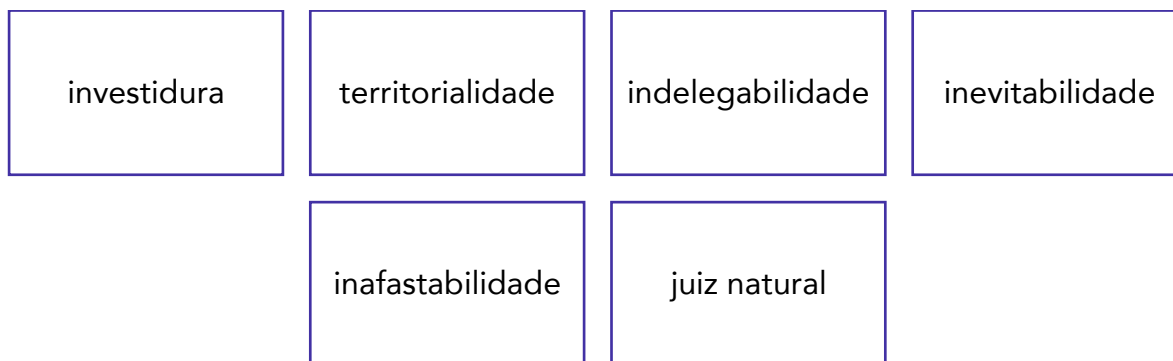 investidura
territorialidade
indelegabilidade
inevitabilidade
inafastabilidade
juiz natural